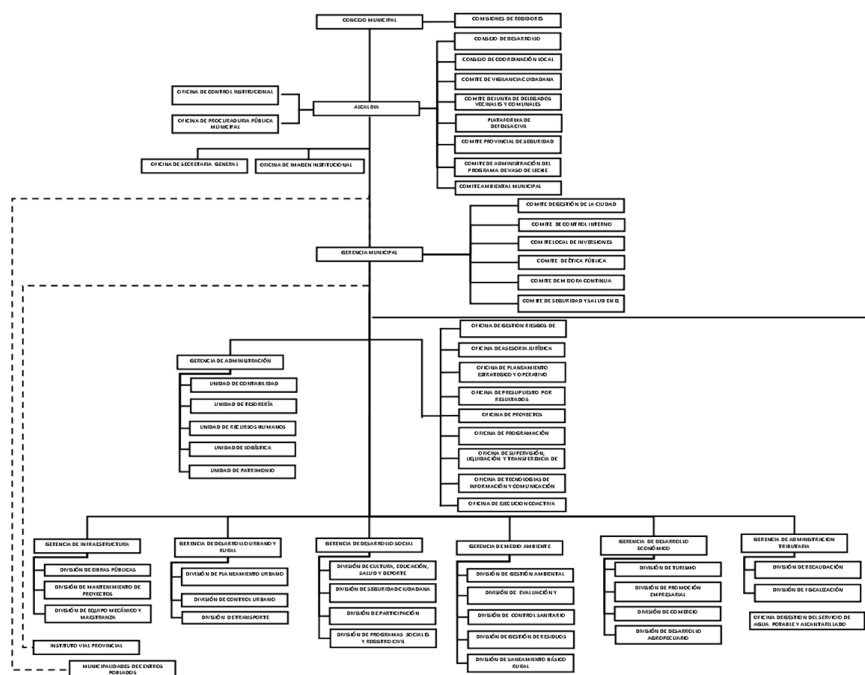 CONCEJO MUNICIPAL
COMISIONES DE REGIDORES
CONSEJO DE DESARROLLO
CONSEJO DE COORDINACIÓN LOCAL
COMITE DE VIGILANCIA CIUDADANA
COMITE DE JUNTA DE DELEGADOS
VECINALES Y COMUNALES
PLATAFORMA DE
DEFENSA CIVIL
COMITE PROVINCIAL DE SEGURIDAD
COMITE DE ADMINISTRACIÓN DEL
PROGRAMA DE VASO DE LECHE
COMITE AMBIENTAL MUNICIPAL
OFICINA DE CONTROL INSTITUCIONAL
OFICINA DE PROCURADURIA PÚBLICA
MUNICIPAL
ALCALDIA
OFICINA DE SECRETARIA GENERAL
OFICINA DE IMAGEN INSTITUCIONAL
GERENCIA MUNICIPAL
COMITE DE GESTIÓN DE LA CIUDAD
COMITE DE CONTROL INTERNO
COMITE LOCAL DE INVERSIONES
COMITE DE ÉTICA PÚBLICA
COMITE DE MEJORA CONTINUA
COMITE DE SEGURIDAD Y SALUD EN EL
GERENCIA DE ADMINISTRACIÓN
UNIDAD DE CONTABILIDAD
UNIDAD DE TESORERÍA
UNIDAD DE RECURSOS HUMANOS
UNIDAD DE LOGÍSTICA
UNIDAD DE PATRIMONIO
OFICINA DE GESTION RIESGOS DE
OFICINA DE ASESORIA JURÍDICA
OFICINA DE PLANEAMIENTO
ESTRATEGICO Y OPERATIVO
OFICINA DE PRESUPUESTO POR
RESULTADOS
OFICINA DE PROYECTOS
OFICINA DE PROGRAMACIÓN
OFICINA DE SUPERVISIÓN,
LIQUIDACIÓN Y TRANSFERENCIA DE
OFICINA DE TECNOLOGIAS DE
INFORMACIÓN Y COMUNICACIÓN
OFICINA DE EJECUCION COACTIVA
GERENCIA DE INFRAESTRUCTURA
DIVISIÓN DE OBRAS PÚBLICAS
DIVISIÓN DE MANTENIMIENTO DE
PROYECTOS
DIVISIÓN DE EQUIPO MECÁNICO Y
MAESTRANZA
INSTITUTO VIAL PROVINCIAL
MUNICIPALIDADES DE CENTROS
POBLADOS
GERENCIA DE DESARROLLO URBANO Y
RURAL
DIVISIÓN DE PLANEAMIENTO URBANO
DIVISIÓN DE CONTROL URBANO
DIVISIÓN DE TRANSPORTE
GERENCIA DE DESARROLLO SOCIAL
DIVISIÓN DE CULTURA, EDUCACIÓN,
SALUD Y DEPORTE
DIVISIÓN DE SEGURIDAD CIUDADANA
DIVISIÓN DE PARTICIPACIÓN
DIVISIÓN DE PROGRAMAS SOCIALES
Y REGISTRO CIVIL
GERENCIA DE MEDIO AMBIENTE
DIVISIÓN DE GESTIÓN AMBIENTAL
DIVISIÓN DE EVALUACIÓN Y
DIVISIÓN DE CONTROL SANITARIO
DIVISIÓN DE GESTIÓN DE RESIDUOS
DIVISIÓN DE SANEAMIENTO BÁSICO
RURAL
GERENCIA DE DESARROLLO
ECONÓMICO
DIVISIÓN DE TURISMO
DIVISIÓN DE PROMOCIÓN
EMPRESARIAL
DIVISIÓN DE COMERCIO
DIVISIÓN DE DESARROLLO
AGROPECUARIO
GERENCIA DE ADMINISTRACION
TRIBUTARIA
DIVISIÓN DE RECAUDACIÓN
DIVISIÓN DE FISCALIZACIÓN
OFICINA DE GESTION DEL SERVICIO DE
AGUA POTABLE Y ALCANTARILLADO